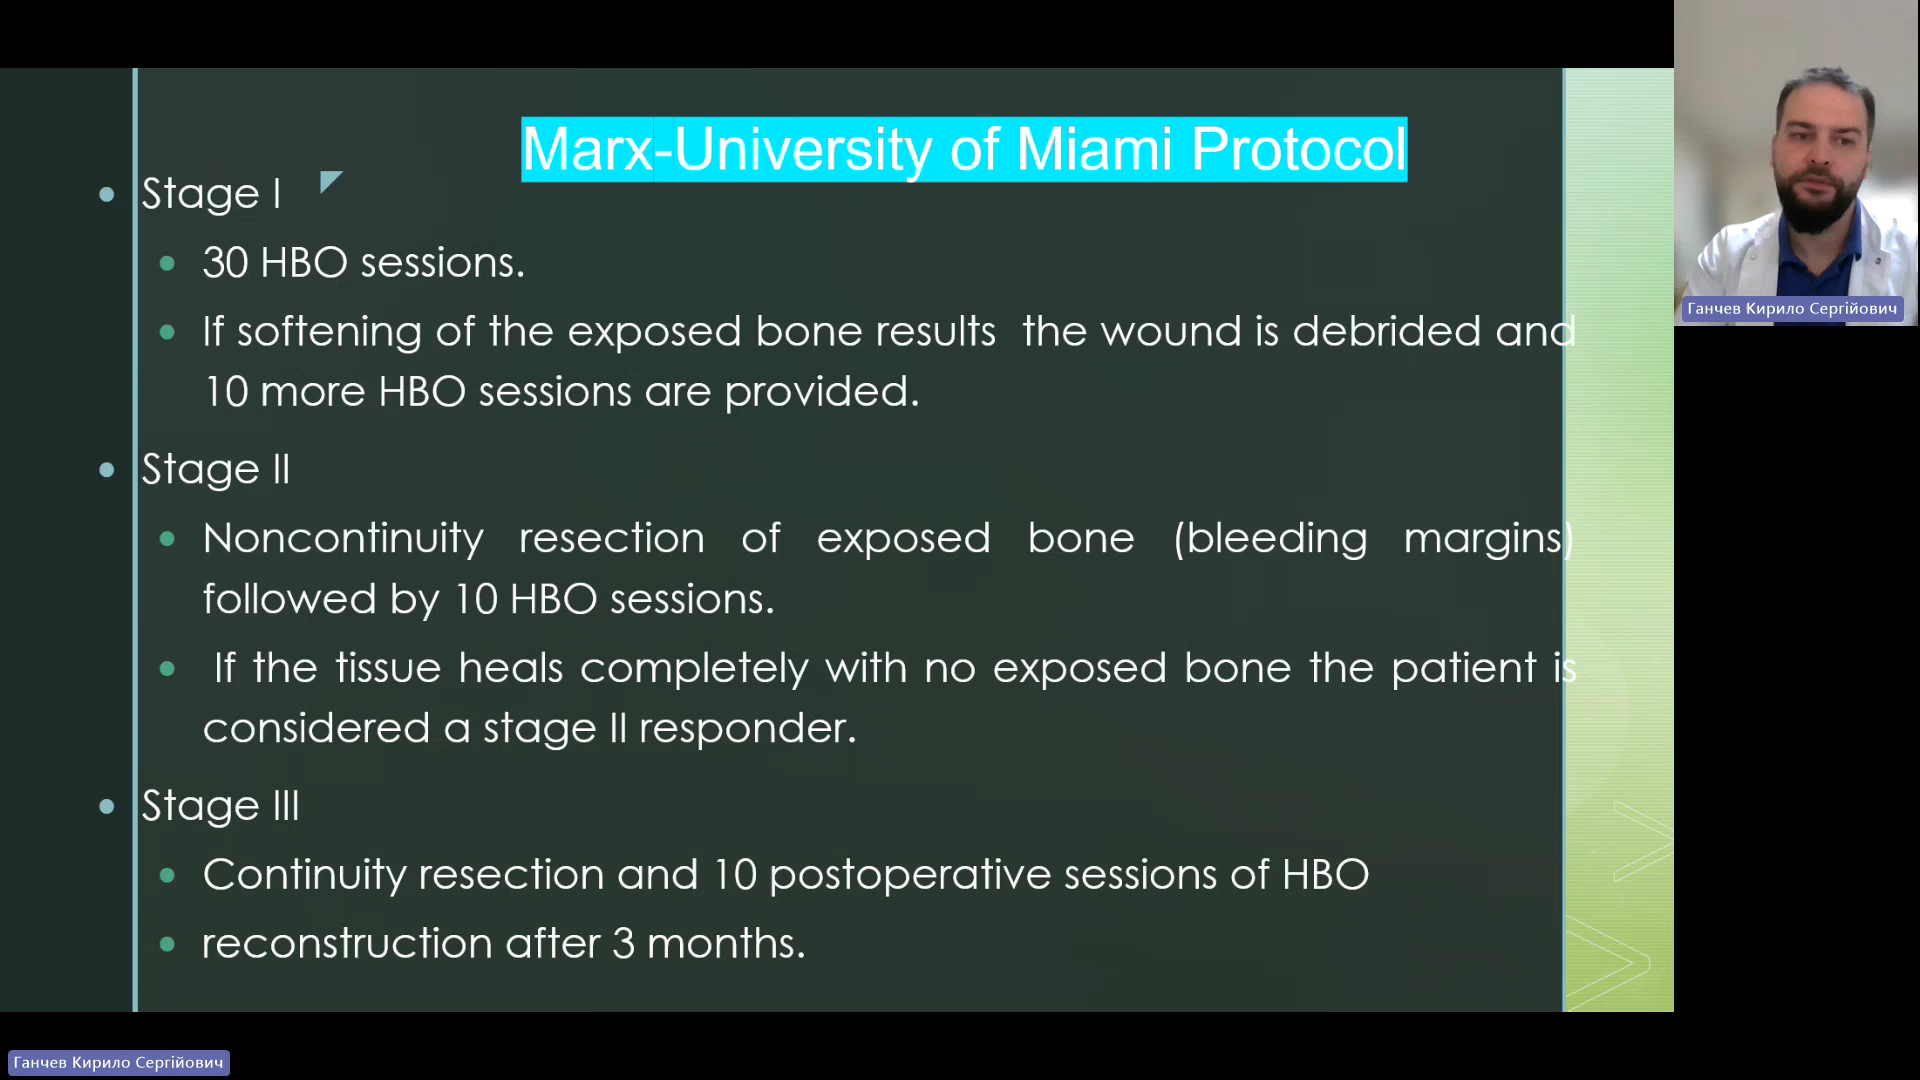 Marx-University of Miami Protocol
Stage I
30 HBO sessions.
If softening of the exposed bone results  the wound is debrided and
10 more HBO sessions are provided.
Stage II
Noncontinuity resection of exposed bone (bleeding margins)
followed by 10 HBO sessions.
If the tissue heals completely with no exposed bone the patient is
considered a stage II responder.
Stage III
Continuity resection and 10 postoperative sessions of HBO
reconstruction after 3 months.
Ганчев Кирило Сергійович
Ганчев Кирило Сергійович